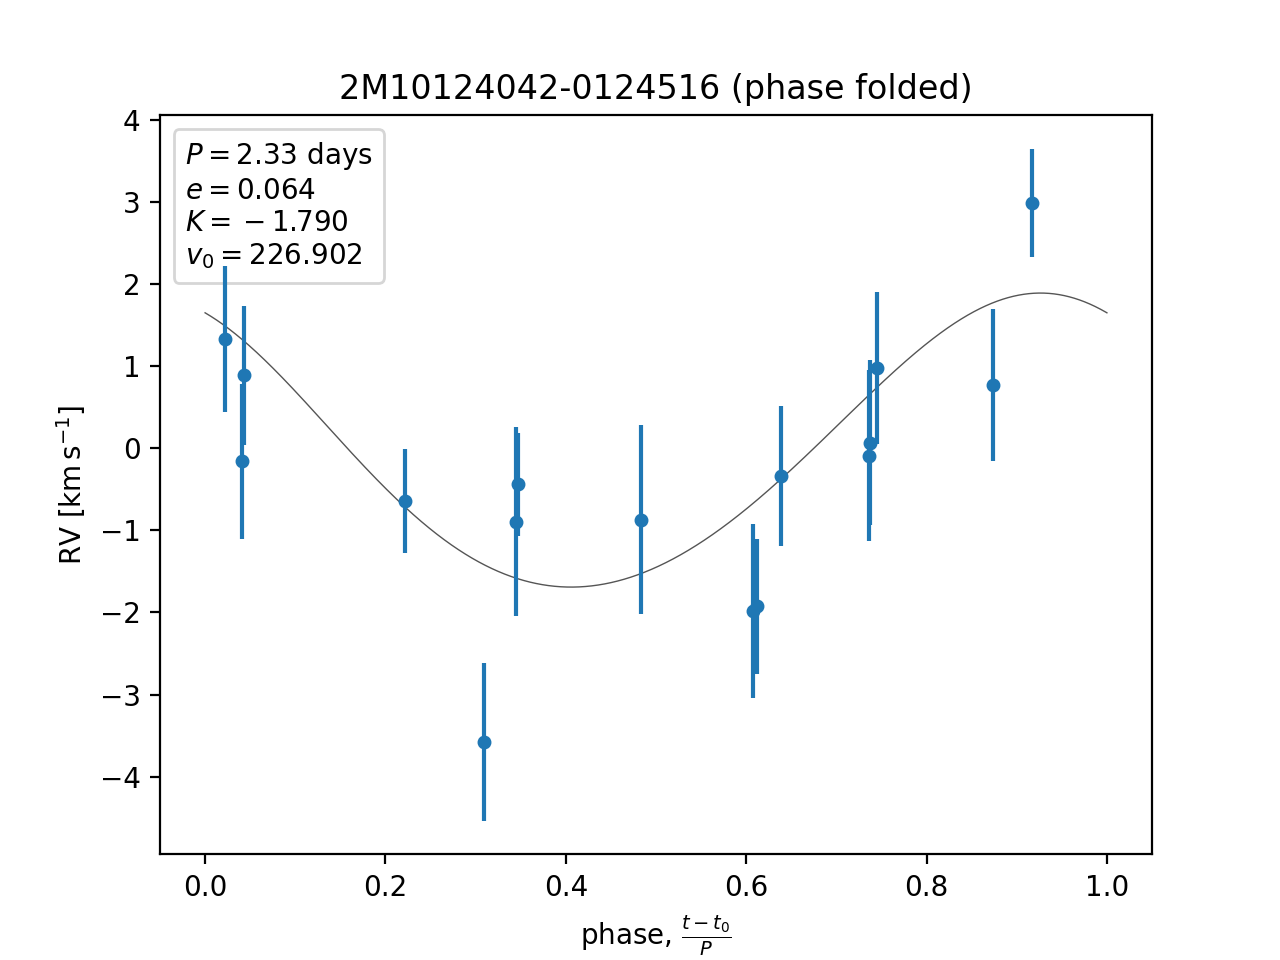 2M10124042-0124516 (phase folded)
P = 2.33 days
e = 0.064
K = −1.790
v₀ = 226.902
4
3
2
1
0
−1
−2
−3
−4
RV [km s⁻¹]
0.0 0.2 0.4 0.6 0.8 1.0
phase, (t − t₀)/P